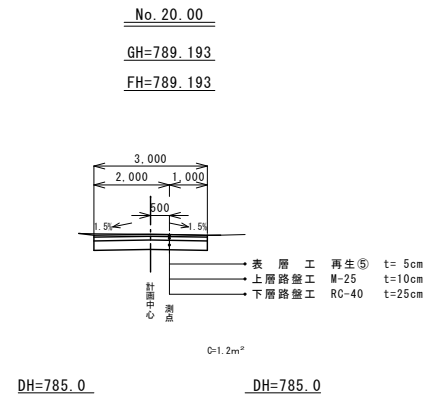 No. 20.00
GH=789.193
FH=789.193
3,000
2,000 1,000
500
1.5% 1.5%
表層工 再生⑤ t= 5cm
上層路盤工 M-25 t=10cm
下層路盤工 RC-40 t=25cm
計画中心
測点
C=1.2m²
DH=785.0 DH=785.0